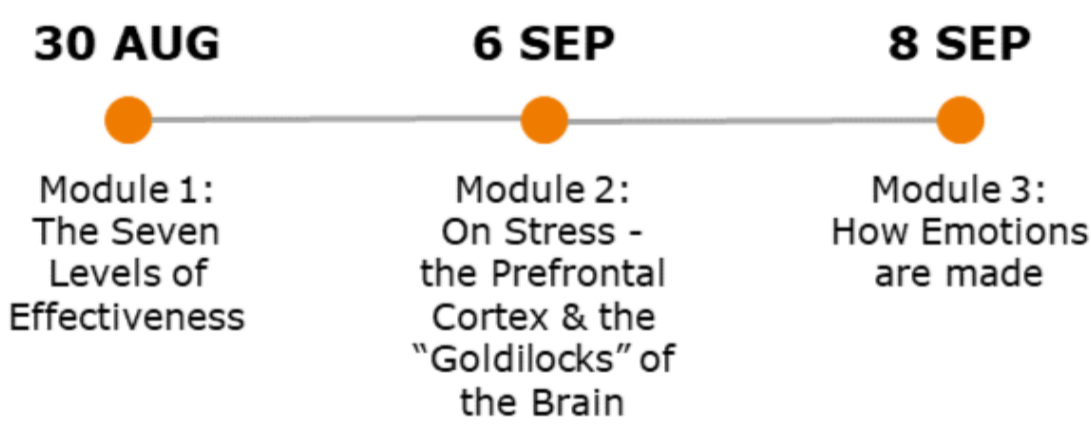 30 AUG
6 SEP
8 SEP
Module 1:
The Seven
Levels of
Effectiveness
Module 2:
On Stress -
the Prefrontal
Cortex & the
“Goldilocks” of
the Brain
Module 3:
How Emotions
are made